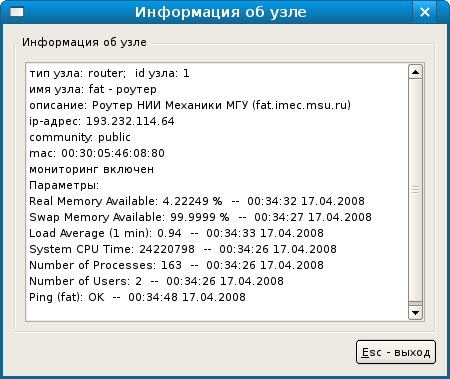 Информация об узле
Информация об узле
тип узла: router;  id узла: 1
имя узла: fat - роутер
описание: Роутер НИИ Механики МГУ (fat.imec.msu.ru)
ip-адрес: 193.232.114.64
community: public
mac: 00:30:05:46:08:80
мониторинг включен
Параметры:
Real Memory Available: 4.22249 %  --  00:34:32 17.04.2008
Swap Memory Available: 99.9999 %  --  00:34:27 17.04.2008
Load Average (1 min): 0.94  --  00:34:33 17.04.2008
System CPU Time: 24220798  --  00:34:26 17.04.2008
Number of Processes: 163  --  00:34:26 17.04.2008
Number of Users: 2  --  00:34:26 17.04.2008
Ping (fat): OK  --  00:34:48 17.04.2008
Esc - выход